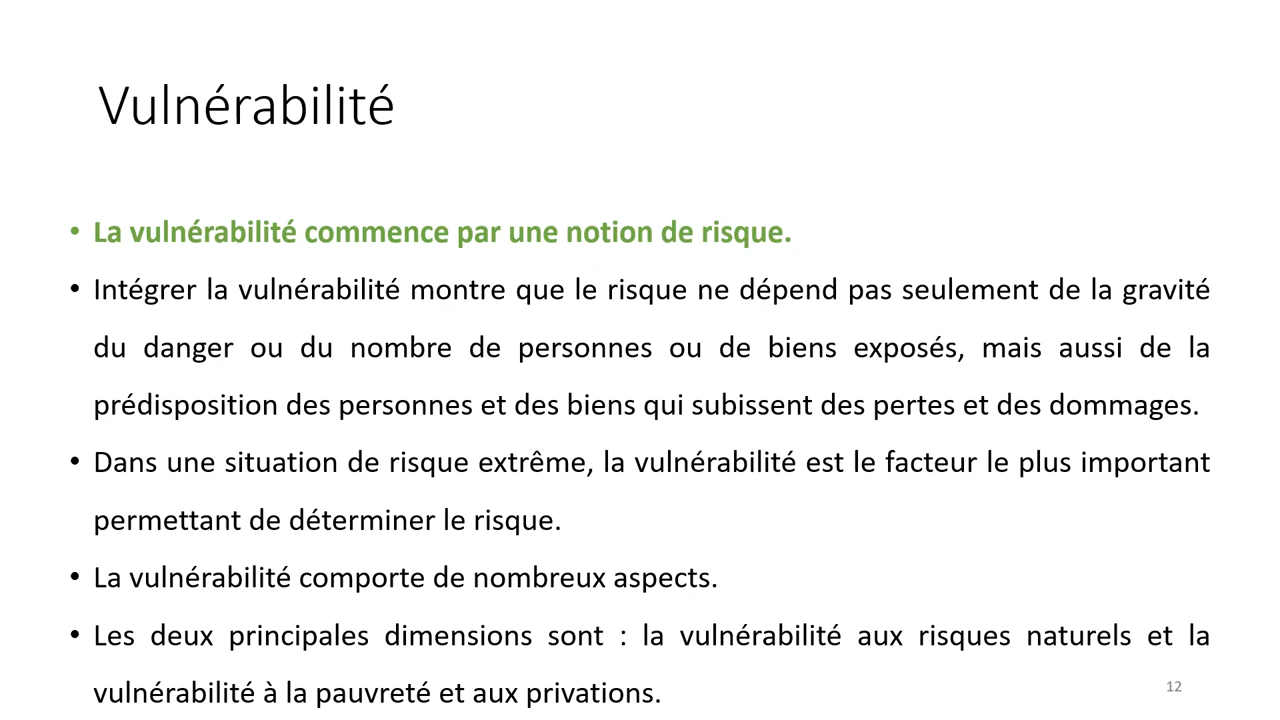 Vulnérabilité
• La vulnérabilité commence par une notion de risque.
• Intégrer la vulnérabilité montre que le risque ne dépend pas seulement de la gravité
du danger ou du nombre de personnes ou de biens exposés, mais aussi de la
prédisposition des personnes et des biens qui subissent des pertes et des dommages.
• Dans une situation de risque extrême, la vulnérabilité est le facteur le plus important
permettant de déterminer le risque.
• La vulnérabilité comporte de nombreux aspects.
• Les deux principales dimensions sont : la vulnérabilité aux risques naturels et la
vulnérabilité à la pauvreté et aux privations.
12